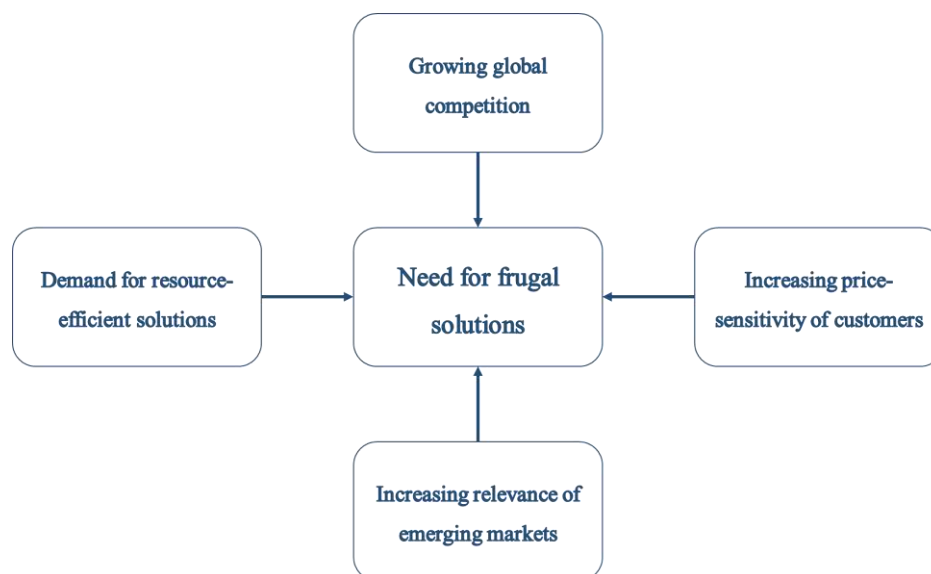 Growing global
competition
Demand for resource-
efficient solutions
Need for frugal
solutions
Increasing price-
sensitivity of customers
Increasing relevance of
emerging markets